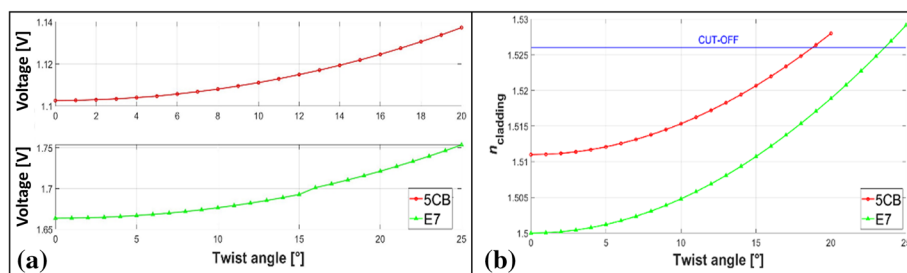 Voltage [V]
1.14
1.12
1.1
0 2 4 6 8 10 12 14 16 18 20
Voltage [V]
1.75
1.7
1.65
5CB
E7
0 5 10 15 20 25
Twist angle [°]
(a)
n cladding
1.53
1.525
1.52
1.515
1.51
1.505
1.5
CUT-OFF
5CB
E7
0 5 10 15 20 25
Twist angle [°]
(b)